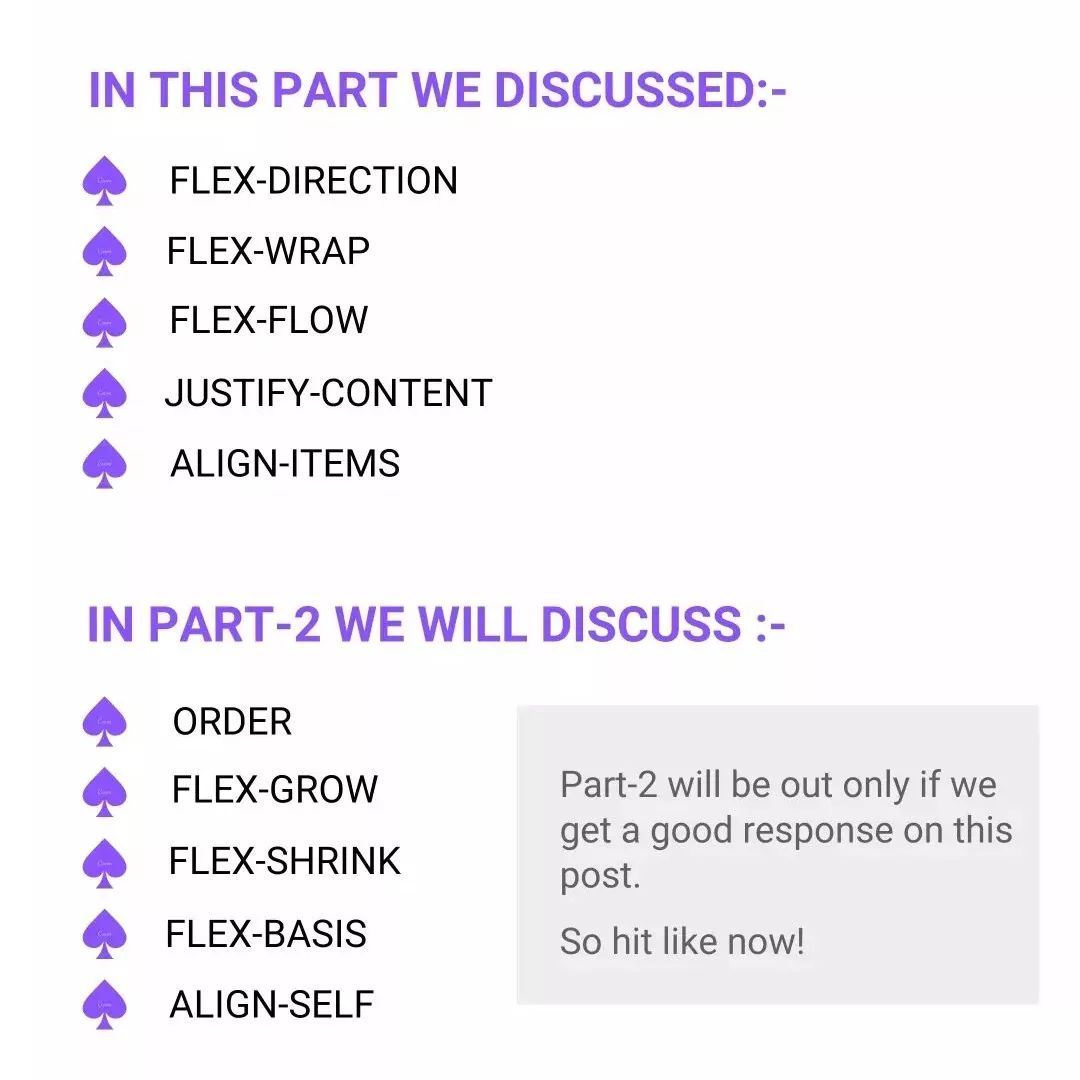 IN THIS PART WE DISCUSSED:-
FLEX-DIRECTION
FLEX-WRAP
FLEX-FLOW
JUSTIFY-CONTENT
ALIGN-ITEMS
IN PART-2 WE WILL DISCUSS :-
ORDER
FLEX-GROW
FLEX-SHRINK
FLEX-BASIS
ALIGN-SELF
Part-2 will be out only if we
get a good response on this
post.
So hit like now!